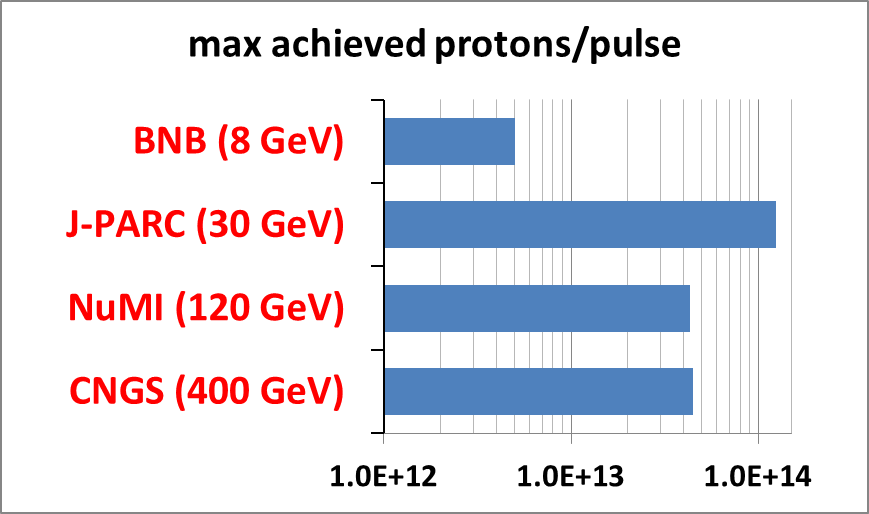 max achieved protons/pulse
BNB (8 GeV)
J-PARC (30 GeV)
NuMI (120 GeV)
CNGS (400 GeV)
1.0E+12 1.0E+13 1.0E+14